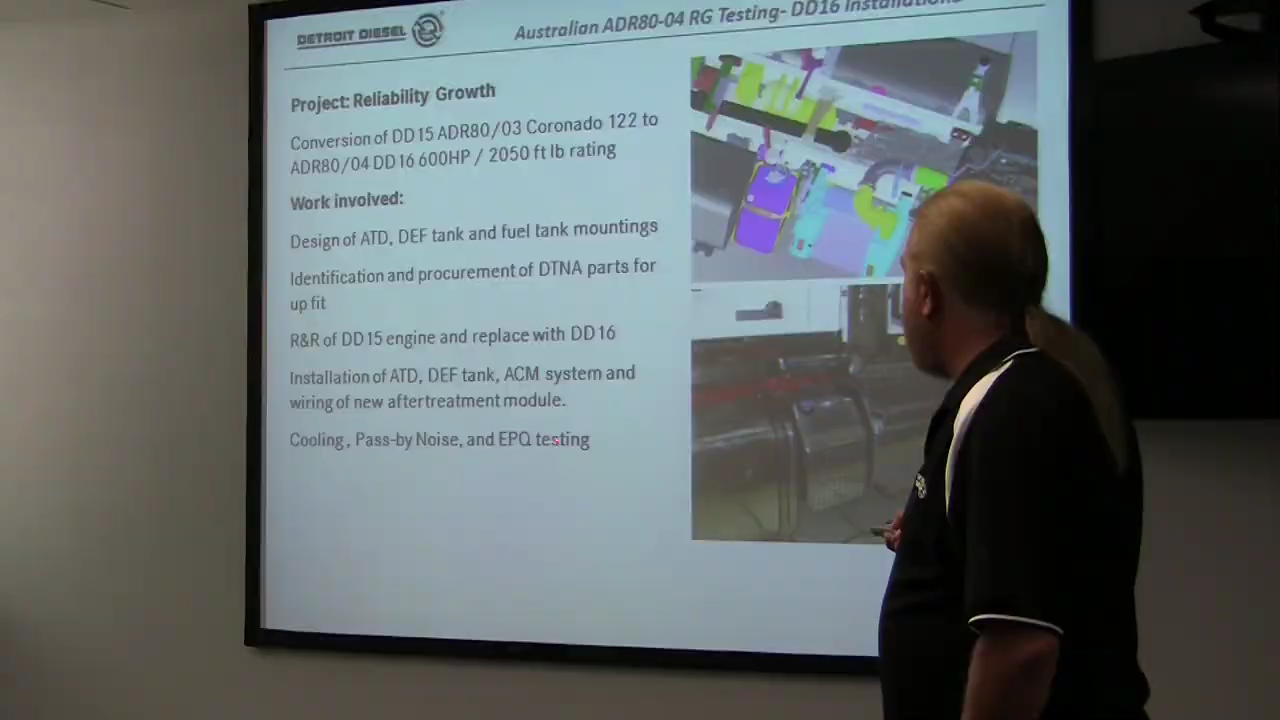 DETROIT DIESEL
Australian ADR80-04 RG Testing- DD16 Installations
Project: Reliability Growth
Conversion of DD15 ADR80/03 Coronado 122 to
ADR80/04 DD16 600HP / 2050 ft lb rating
Work involved:
Design of ATD, DEF tank and fuel tank mountings
Identification and procurement of DTNA parts for
up fit
R&R of DD15 engine and replace with DD16
Installation of ATD, DEF tank, ACM system and
wiring of new aftertreatment module.
Cooling, Pass-by Noise, and EPQ testing